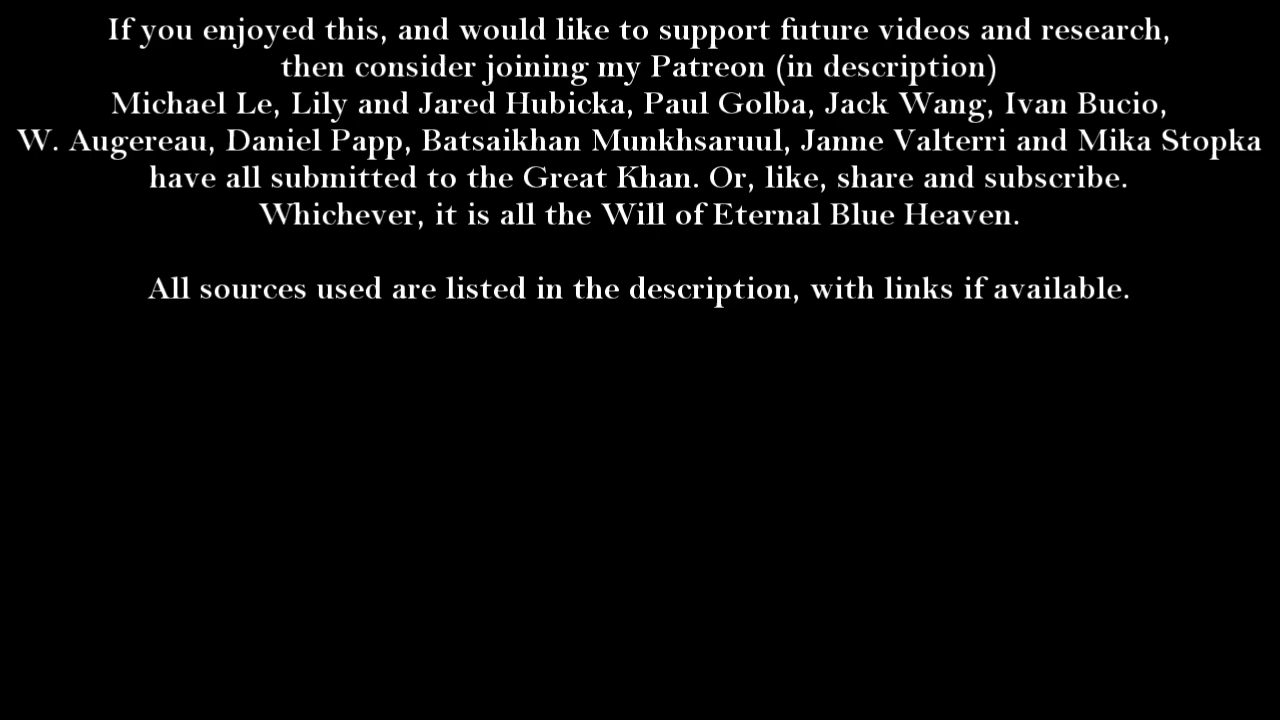 If you enjoyed this, and would like to support future videos and research,
then consider joining my Patreon (in description)
Michael Le, Lily and Jared Hubicka, Paul Golba, Jack Wang, Ivan Bucio,
W. Augereau, Daniel Papp, Batsaikhan Munkhsaruul, Janne Valterri and Mika Stopka
have all submitted to the Great Khan. Or, like, share and subscribe.
Whichever, it is all the Will of Eternal Blue Heaven.
All sources used are listed in the description, with links if available.